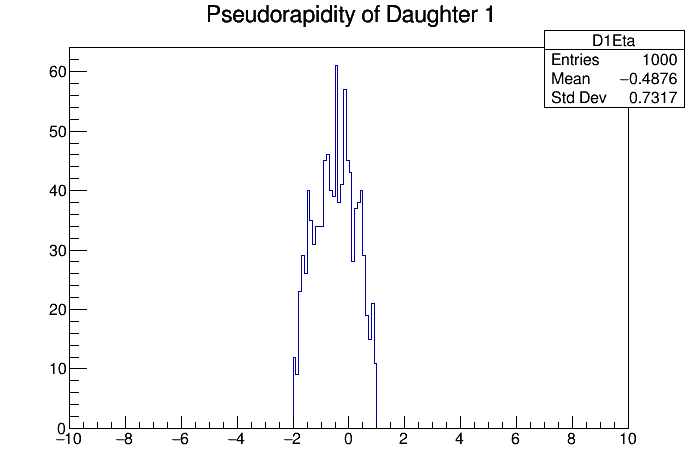 Pseudorapidity of Daughter 1
D1Eta
Entries 1000
Mean −0.4876
Std Dev 0.7317
60
50
40
30
20
10
0
−10 −8 −6 −4 −2 0 2 4 6 8 10